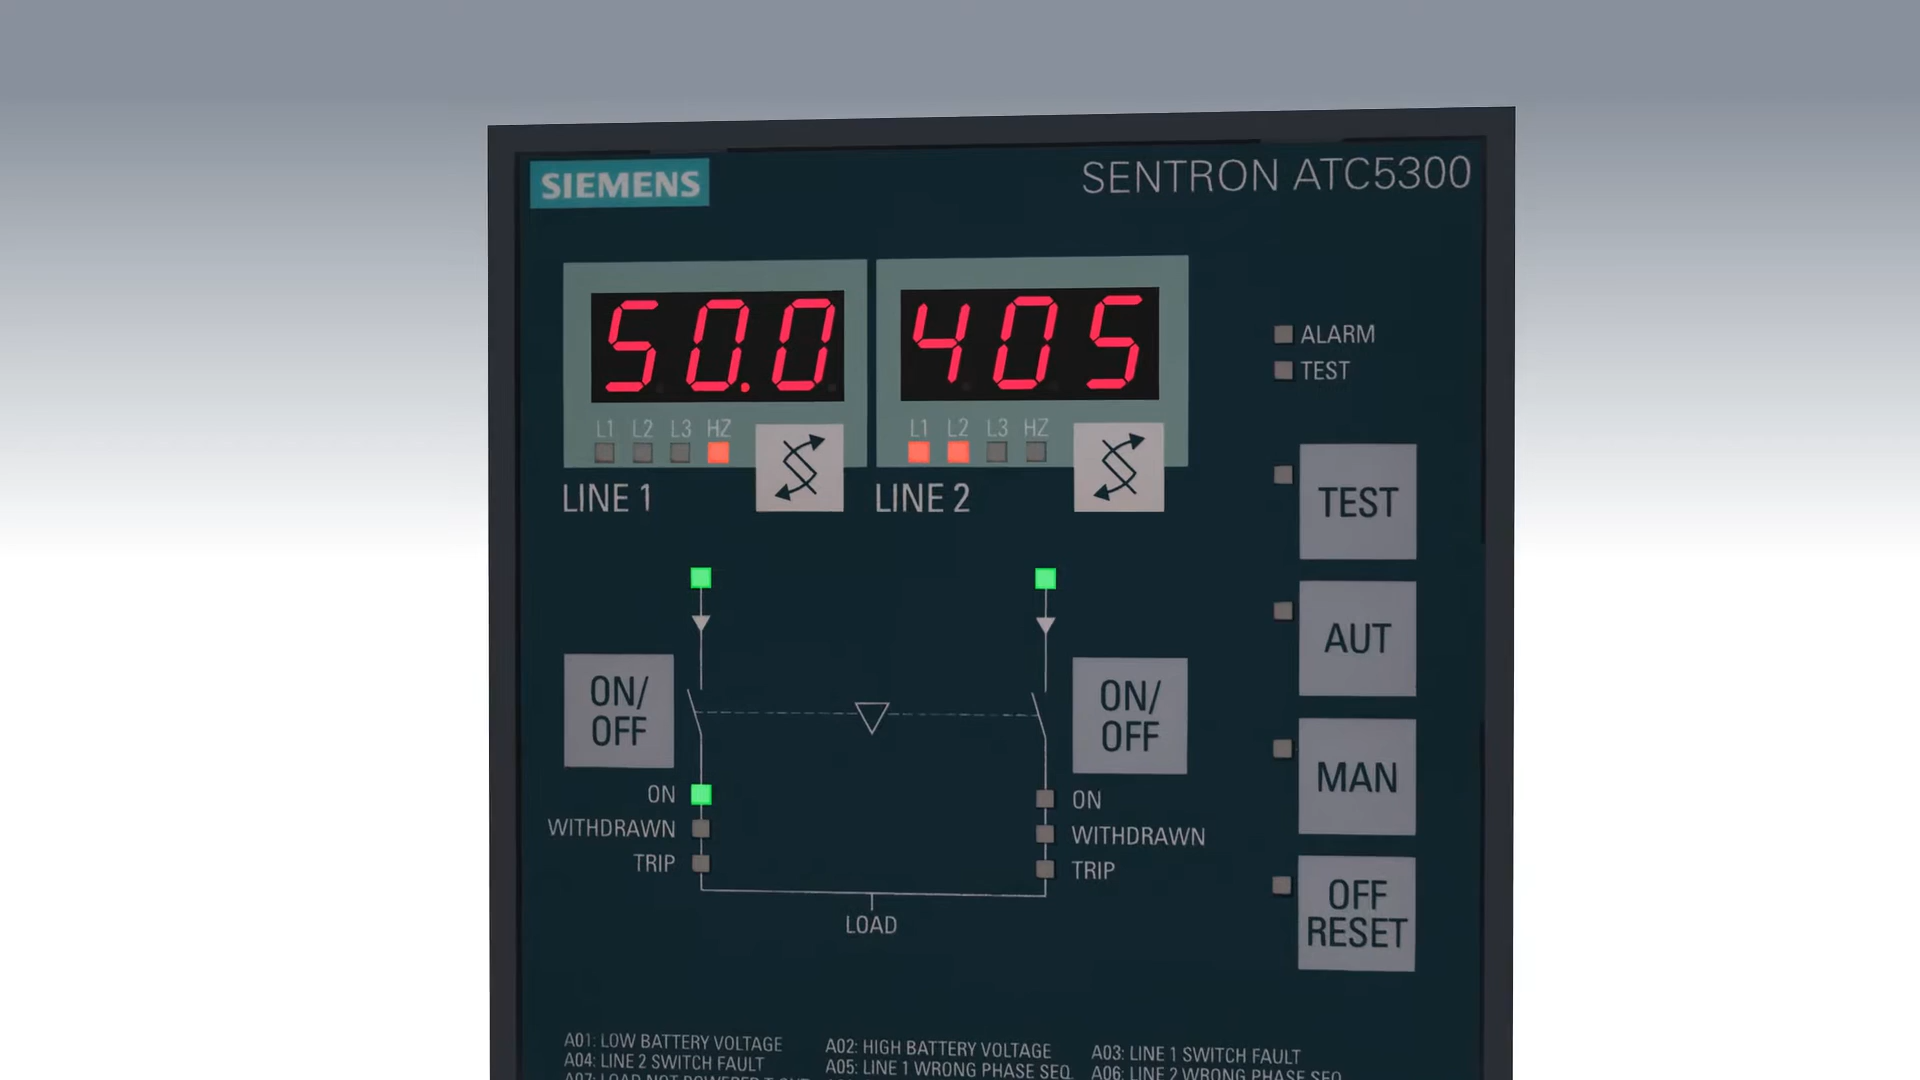 SIEMENS
SENTRON ATC5300
50.0
405
L1 L2 L3 HZ
L1 L2 L3 HZ
LINE 1
LINE 2
ALARM
TEST
TEST
AUT
MAN
OFF
RESET
ON/
OFF
ON/
OFF
ON
WITHDRAWN
TRIP
ON
WITHDRAWN
TRIP
LOAD
A01: LOW BATTERY VOLTAGE
A02: HIGH BATTERY VOLTAGE
A03: LINE 1 SWITCH FAULT
A04: LINE 2 SWITCH FAULT
A05: LINE 1 WRONG PHASE SEQ
A06: LINE 2 WRONG PHASE SEQ